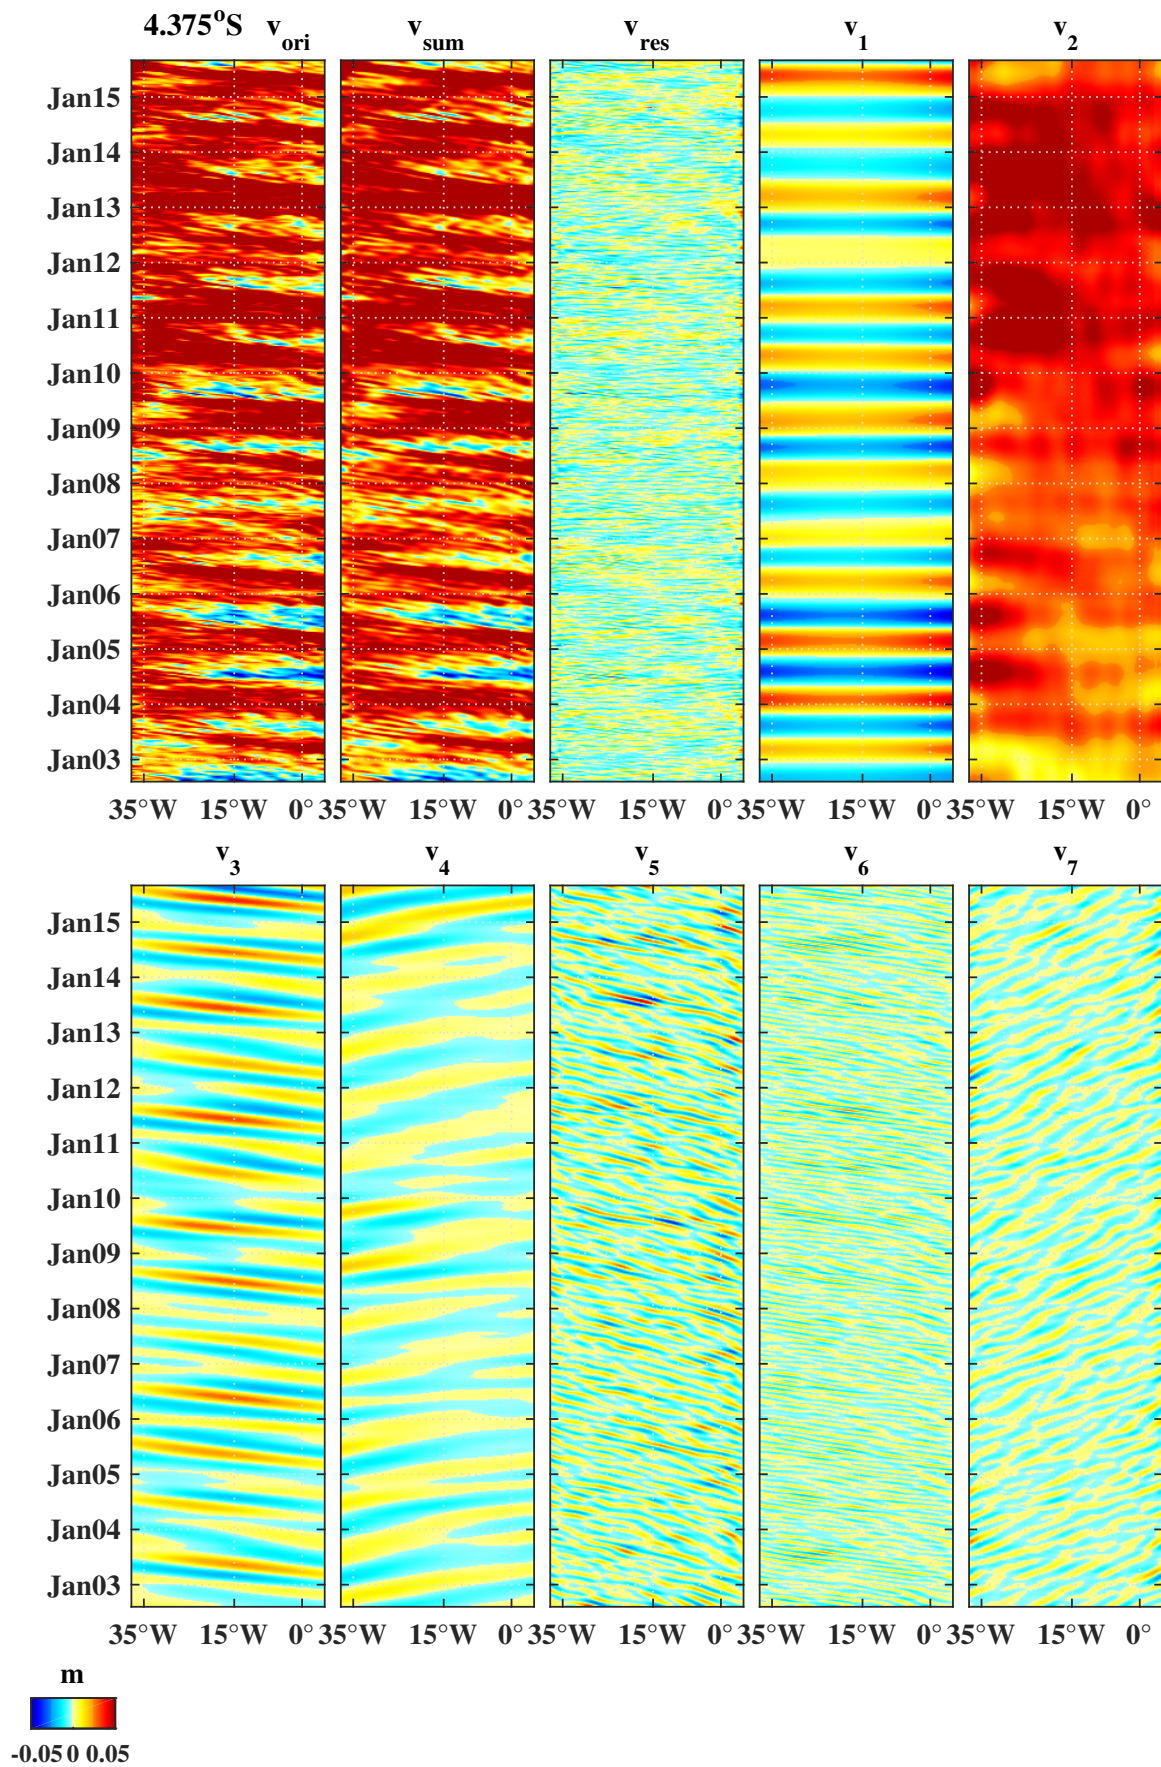 4.375°S v_ori v_sum v_res v_1 v_2
Jan15
Jan14
Jan13
Jan12
Jan11
Jan10
Jan09
Jan08
Jan07
Jan06
Jan05
Jan04
Jan03
35°W 15°W 0° 35°W 15°W 0° 35°W 15°W 0° 35°W 15°W 0° 35°W 15°W 0°
v_3 v_4 v_5 v_6 v_7
Jan15
Jan14
Jan13
Jan12
Jan11
Jan10
Jan09
Jan08
Jan07
Jan06
Jan05
Jan04
Jan03
35°W 15°W 0° 35°W 15°W 0° 35°W 15°W 0° 35°W 15°W 0° 35°W 15°W 0°
m
-0.05 0 0.05